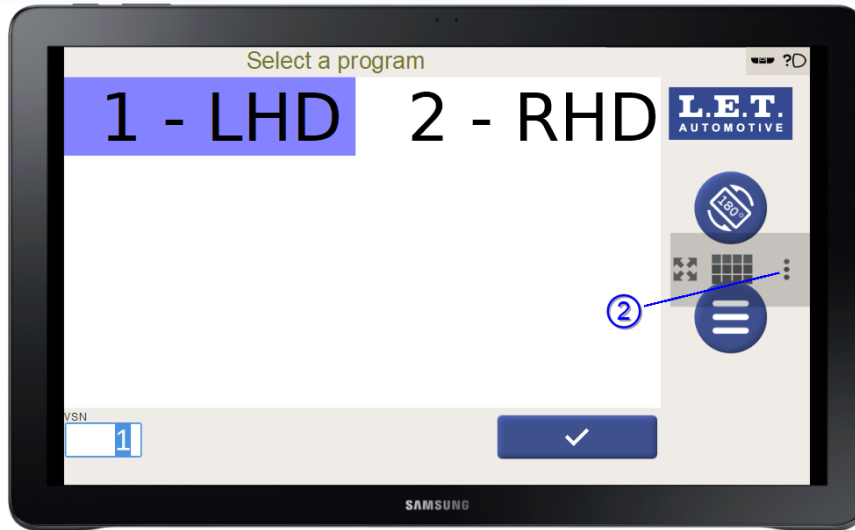 Select a program
?
1 - LHD
2 - RHD
L.E.T.
AUTOMOTIVE
180°
2
VSN
1
SAMSUNG